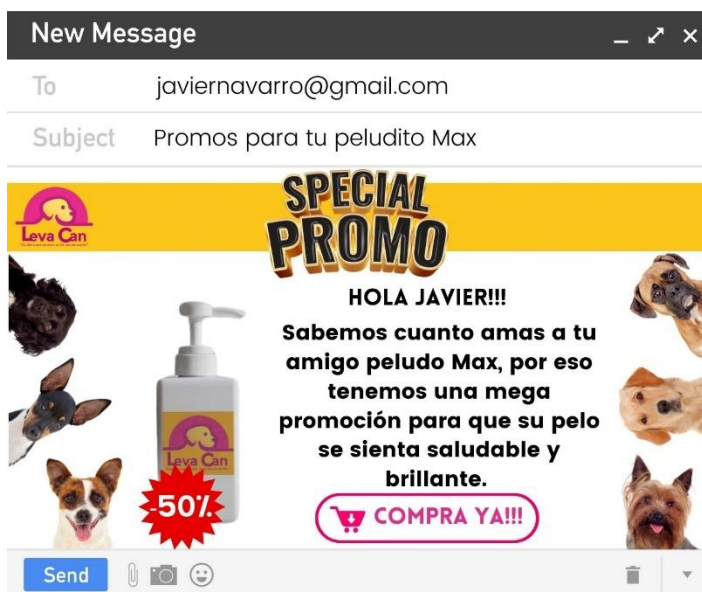 New Message
To javiernavarro@gmail.com
Subject Promos para tu peludito Max
SPECIAL
PROMO
Leva Can
HOLA JAVIER!!!
Sabemos cuanto amas a tu
amigo peludo Max, por eso
tenemos una mega
promoción para que su pelo
se sienta saludable y
brillante.
Leva Can
-50%
COMPRA YA!!!
Send